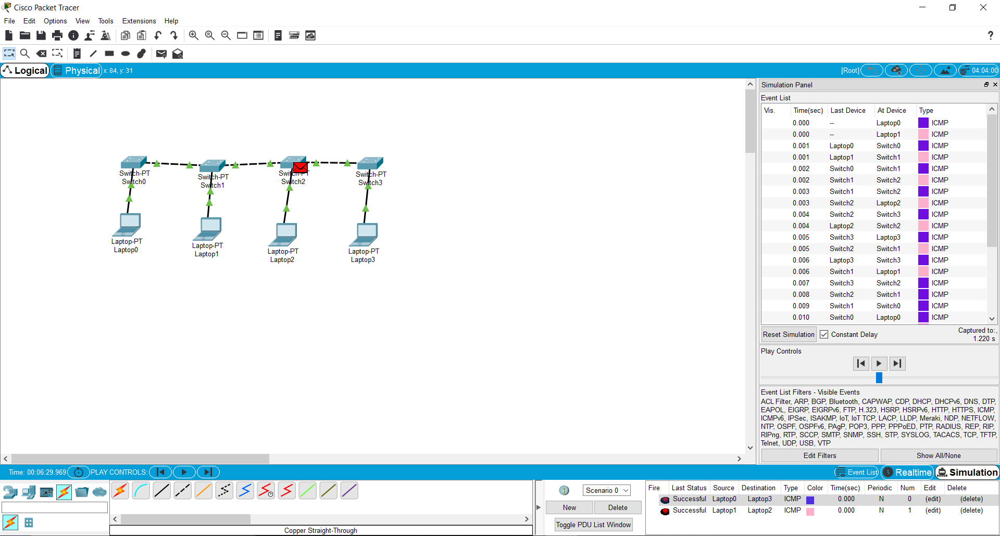 Cisco Packet Tracer
File Edit Options View Tools Extensions Help
?
Logical Physical x: 84, y: 31 [Root] 04:04:00
Switch-PT
Switch0
Switch-PT
Switch1
Switch-PT
Switch2
Switch-PT
Switch3
Laptop-PT
Laptop0
Laptop-PT
Laptop1
Laptop-PT
Laptop2
Laptop-PT
Laptop3
Simulation Panel
Event List
Vis. Time(sec) Last Device At Device Type
0.000 -- Laptop0 ICMP
0.000 -- Laptop1 ICMP
0.001 Laptop0 Switch0 ICMP
0.001 Laptop1 Switch1 ICMP
0.002 Switch0 Switch1 ICMP
0.002 Switch1 Switch2 ICMP
0.003 Switch1 Switch2 ICMP
0.003 Switch2 Laptop2 ICMP
0.004 Switch2 Switch3 ICMP
0.004 Laptop2 Switch2 ICMP
0.005 Switch3 Laptop3 ICMP
0.005 Switch2 Switch1 ICMP
0.006 Laptop3 Switch3 ICMP
0.006 Switch1 Laptop1 ICMP
0.007 Switch3 Switch2 ICMP
0.008 Switch2 Switch1 ICMP
0.009 Switch1 Switch0 ICMP
0.010 Switch0 Laptop0 ICMP
Reset Simulation Constant Delay Captured to:
1.220 s
Play Controls
Event List Filters - Visible Events
ACL Filter, ARP, BGP, Bluetooth, CAPWAP, CDP, DHCP, DHCPv6, DNS, DTP,
EAPOL, EIGRP, EIGRPv6, FTP, H.323, HSRP, HSRPv6, HTTP, HTTPS, ICMP,
ICMPv6, IPSec, ISAKMP, IoT, IoT TCP, LACP, LLDP, Meraki, NDP, NETFLOW,
NTP, OSPF, OSPFv6, PAgP, POP3, PPP, PPPoED, PTP, RADIUS, REP, RIP,
RIPng, RTP, SCCP, SMTP, SNMP, SSH, STP, SYSLOG, TACACS, TCP, TFTP,
Telnet, UDP, USB, VTP
Edit Filters Show All/None
Time: 00:06:29.969 PLAY CONTROLS: Event List Realtime Simulation
Scenario 0
New Delete
Toggle PDU List Window
Fire Last Status Source Destination Type Color Time(sec) Periodic Num Edit Delete
Successful Laptop0 Laptop3 ICMP 0.000 N 0 (edit) (delete)
Successful Laptop1 Laptop2 ICMP 0.000 N 1 (edit) (delete)
Copper Straight-Through